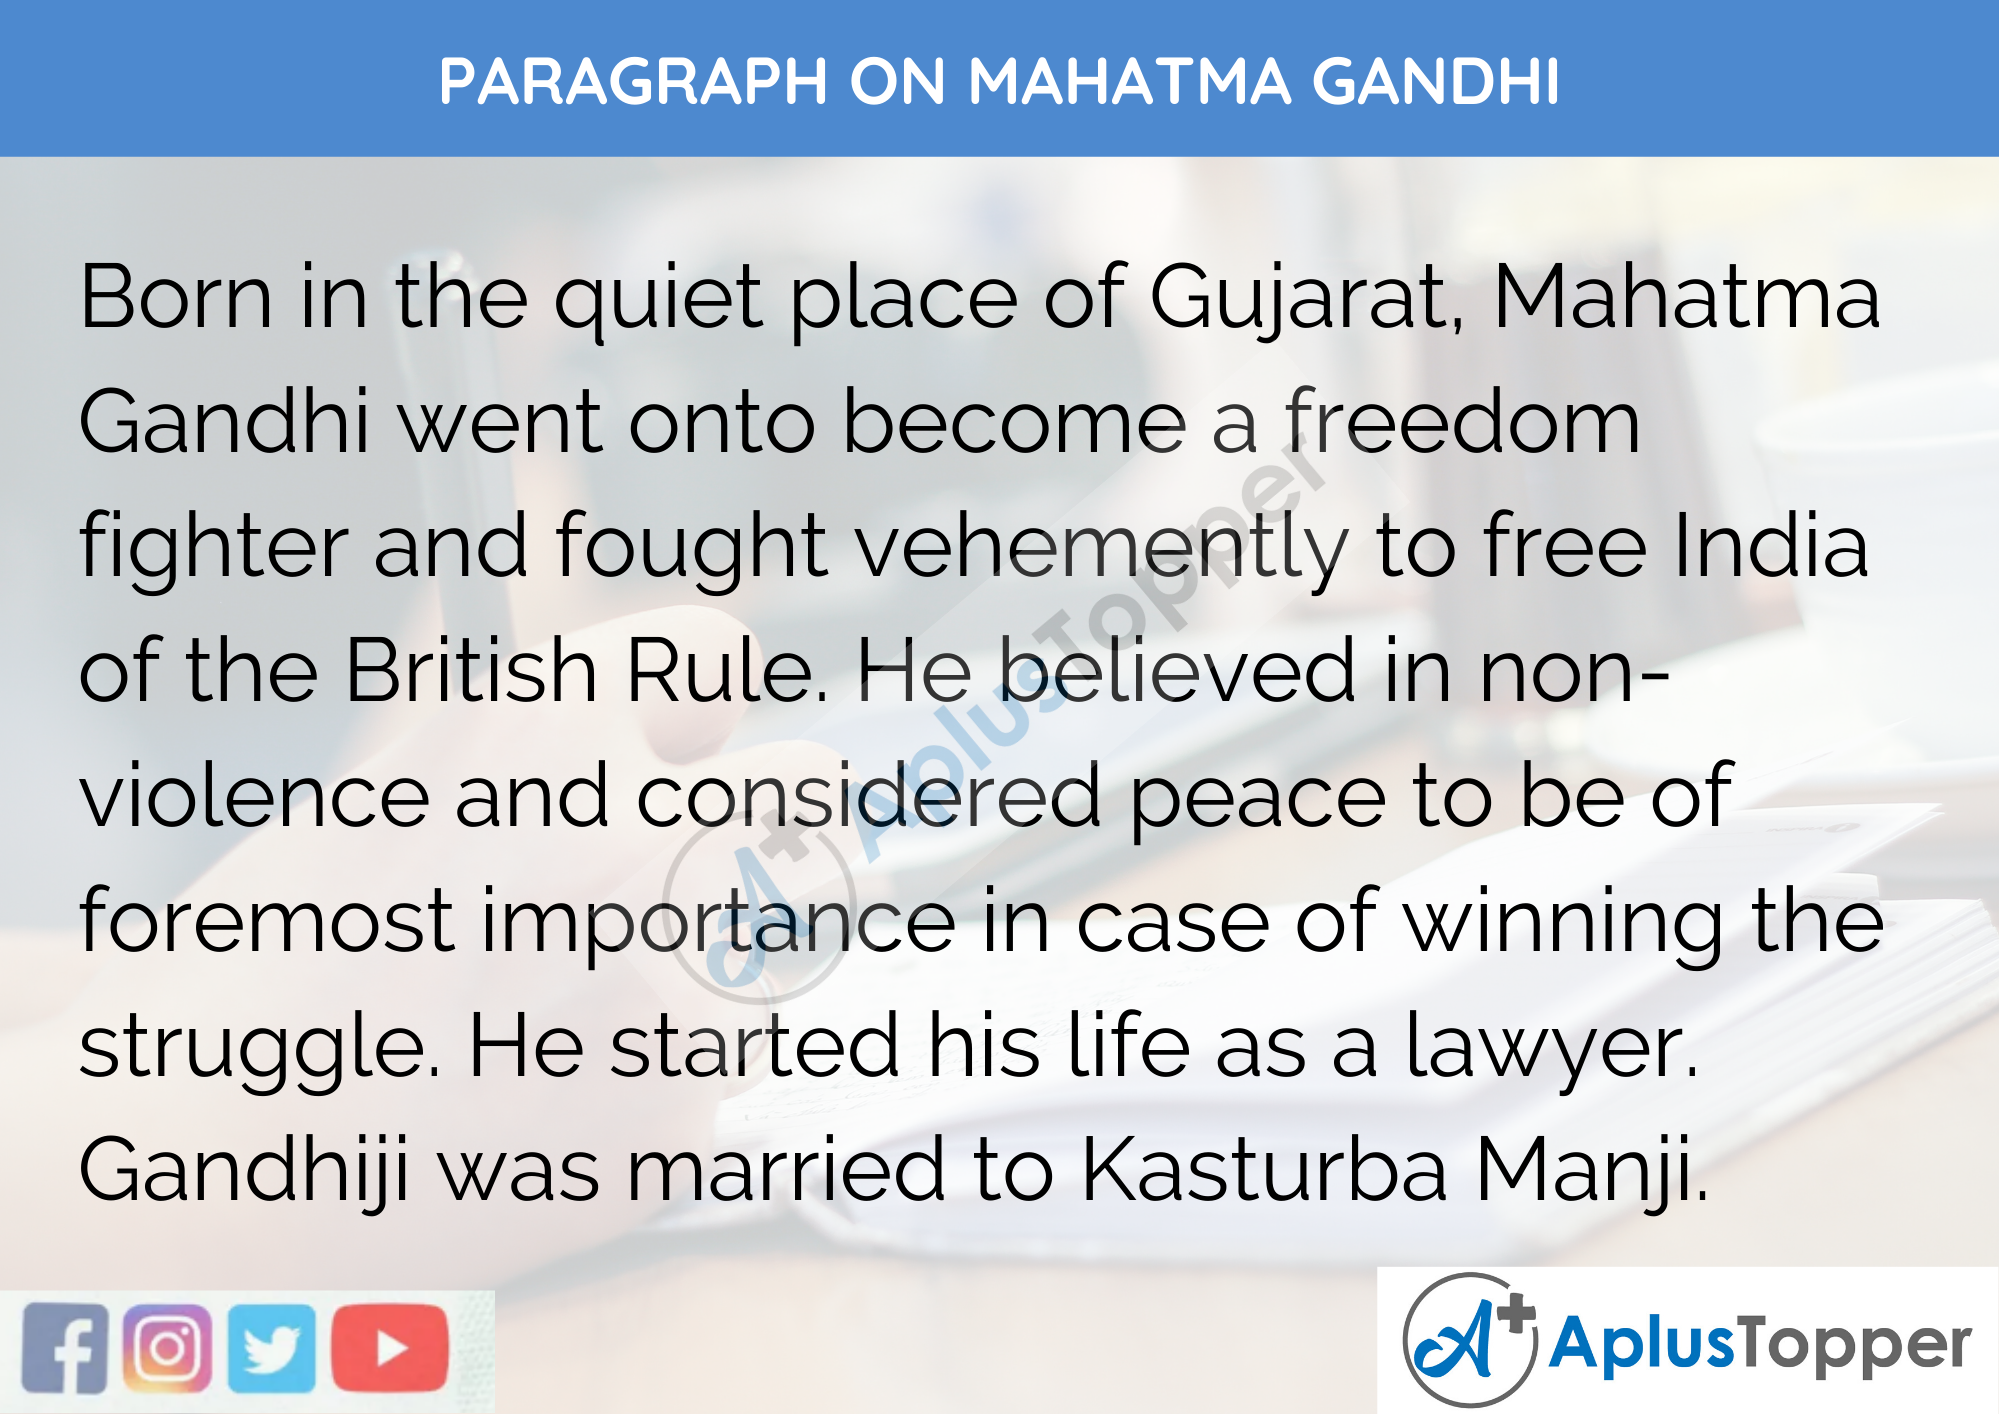 PARAGRAPH ON MAHATMA GANDHI
Born in the quiet place of Gujarat, Mahatma
Gandhi went onto become a freedom
fighter and fought vehemently to free India
of the British Rule. He believed in non-
violence and considered peace to be of
foremost importance in case of winning the
struggle. He started his life as a lawyer.
Gandhiji was married to Kasturba Manji.
AplusTopper
A+ AplusTopper